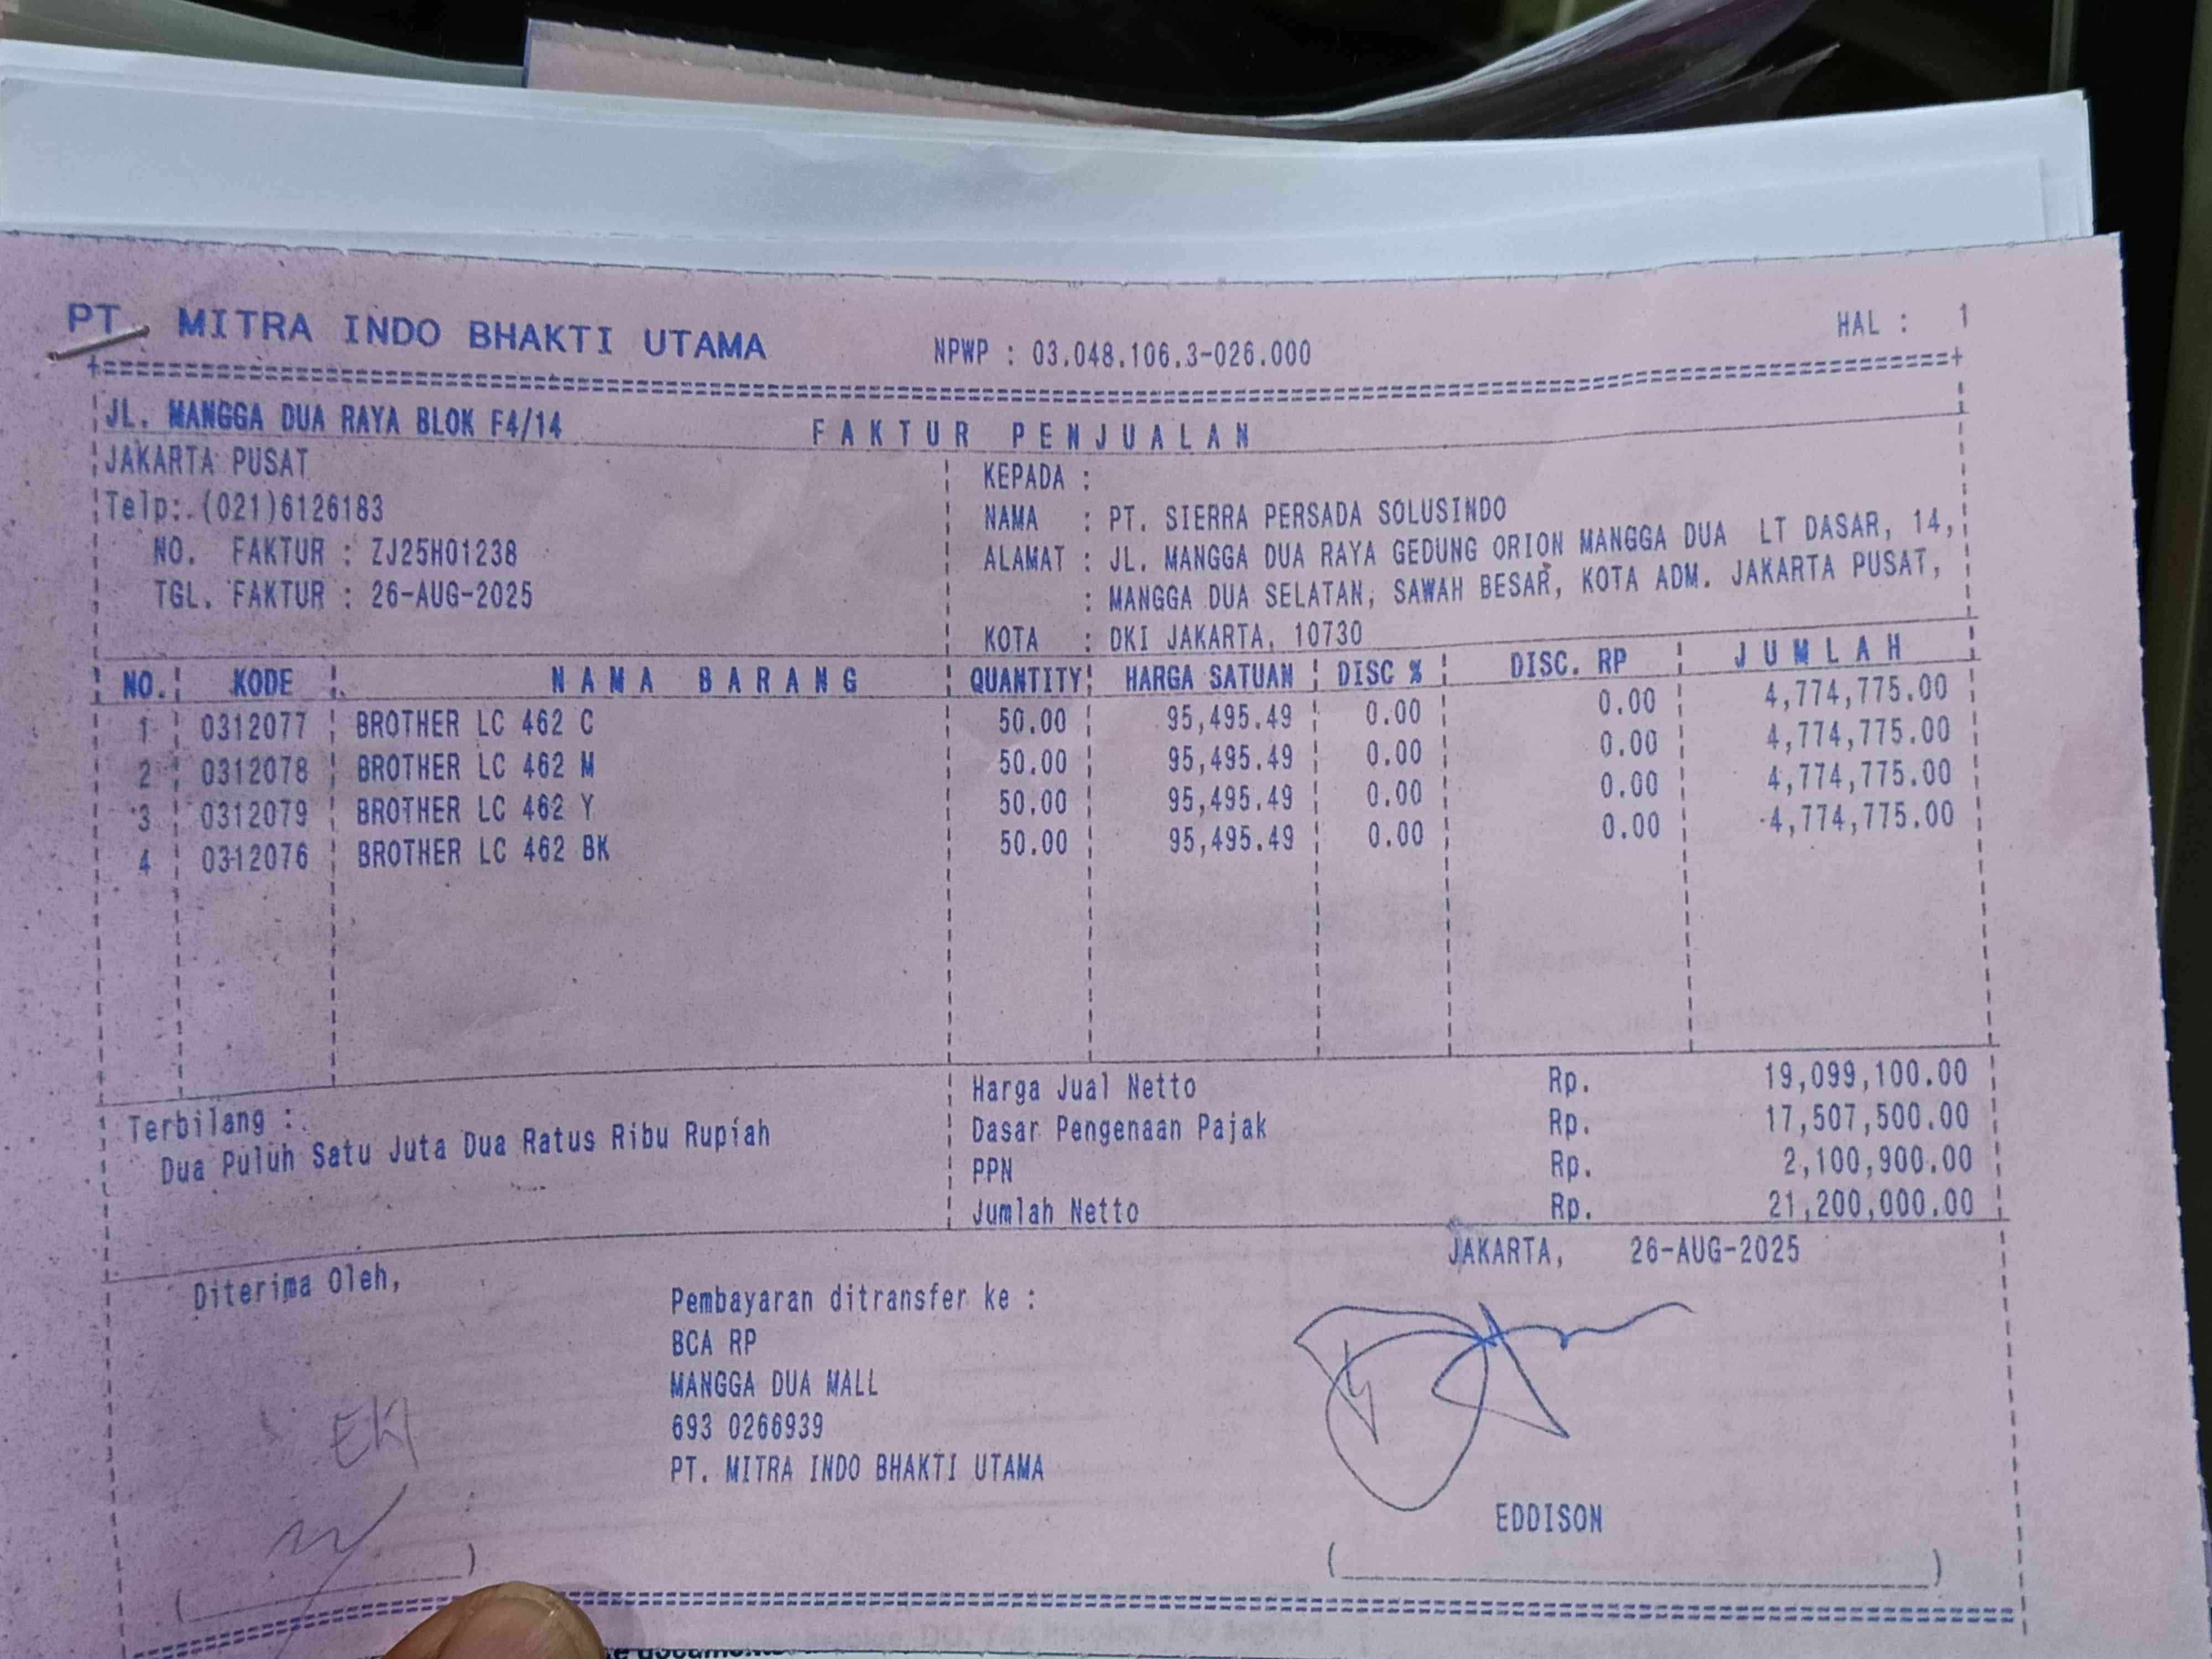 PT. MITRA INDO BHAKTI UTAMA NPWP : 03.048.106.3-026.000 HAL : 1
JL. MANGGA DUA RAYA BLOK F4/14 FAKTUR PENJUALAN
JAKARTA PUSAT KEPADA :
Telp: (021)6126183 NAMA : PT. SIERRA PERSADA SOLUSINDO
NO. FAKTUR : ZJ25H01238 ALAMAT : JL. MANGGA DUA RAYA GEDUNG ORION MANGGA DUA LT DASAR, 14,
TGL. FAKTUR : 26-AUG-2025 : MANGGA DUA SELATAN, SAWAH BESAR, KOTA ADM. JAKARTA PUSAT,
KOTA : DKI JAKARTA, 10730
NO. KODE NAMA BARANG QUANTITY HARGA SATUAN DISC % DISC. RP JUMLAH
1 0312077 BROTHER LC 462 C 50.00 95,495.49 0.00 0.00 4,774,775.00
2 0312078 BROTHER LC 462 M 50.00 95,495.49 0.00 0.00 4,774,775.00
3 0312079 BROTHER LC 462 Y 50.00 95,495.49 0.00 0.00 4,774,775.00
4 0312076 BROTHER LC 462 BK 50.00 95,495.49 0.00 0.00 4,774,775.00
Harga Jual Netto Rp. 19,099,100.00
Terbilang : Dasar Pengenaan Pajak Rp. 17,507,500.00
Dua Puluh Satu Juta Dua Ratus Ribu Rupiah PPN Rp. 2,100,900.00
Jumlah Netto Rp. 21,200,000.00
JAKARTA, 26-AUG-2025
Diterima Oleh, Pembayaran ditransfer ke :
BCA RP
MANGGA DUA MALL
693 0266939
PT. MITRA INDO BHAKTI UTAMA
EDDISON